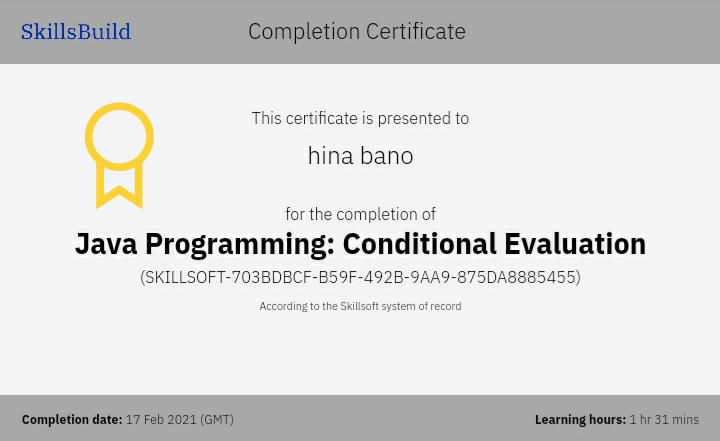 SkillsBuild
Completion Certificate
This certificate is presented to
hina bano
for the completion of
Java Programming: Conditional Evaluation
(SKILLSOFT-703BDBCF-B59F-492B-9AA9-875DA8885455)
According to the Skillsoft system of record
Completion date: 17 Feb 2021 (GMT)
Learning hours: 1 hr 31 mins